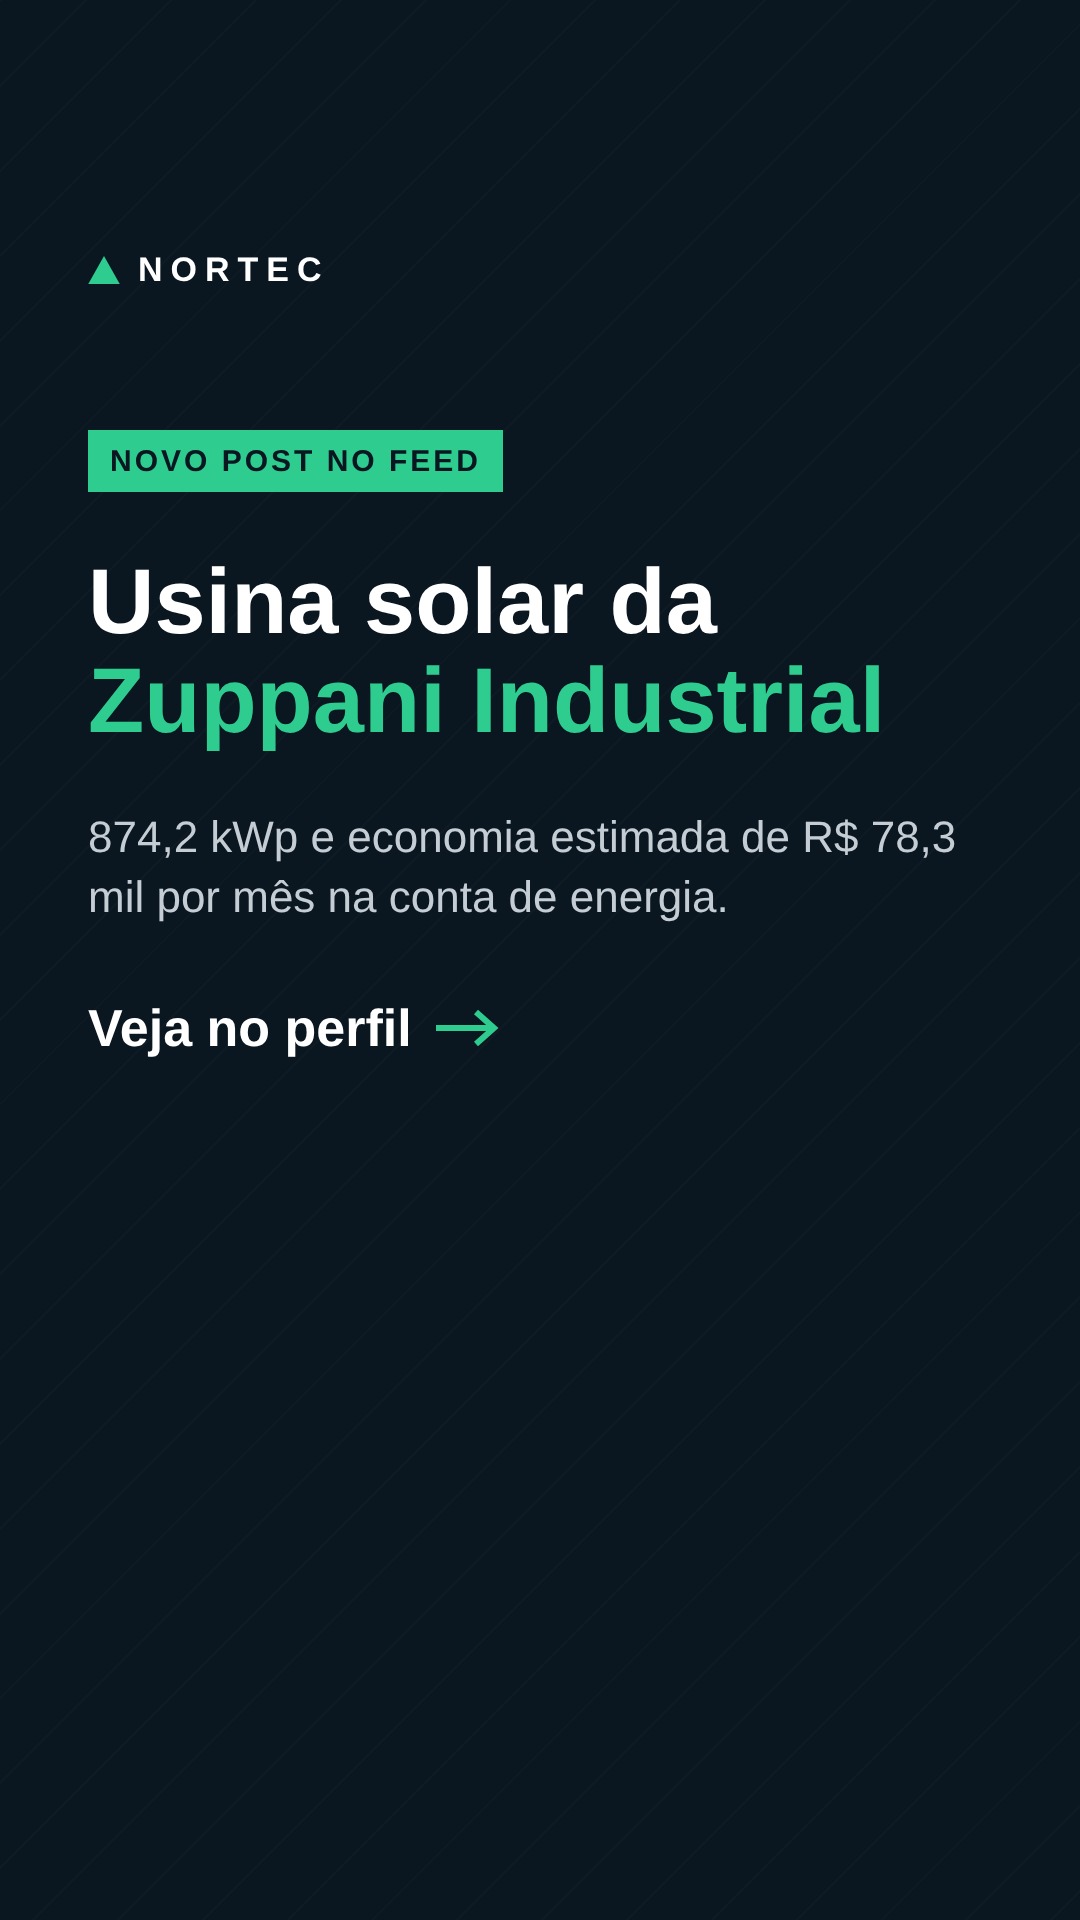 NORTEC
NOVO POST NO FEED
Usina solar da
Zuppani Industrial
874,2 kWp e economia estimada de R$ 78,3
mil por mês na conta de energia.
Veja no perfil